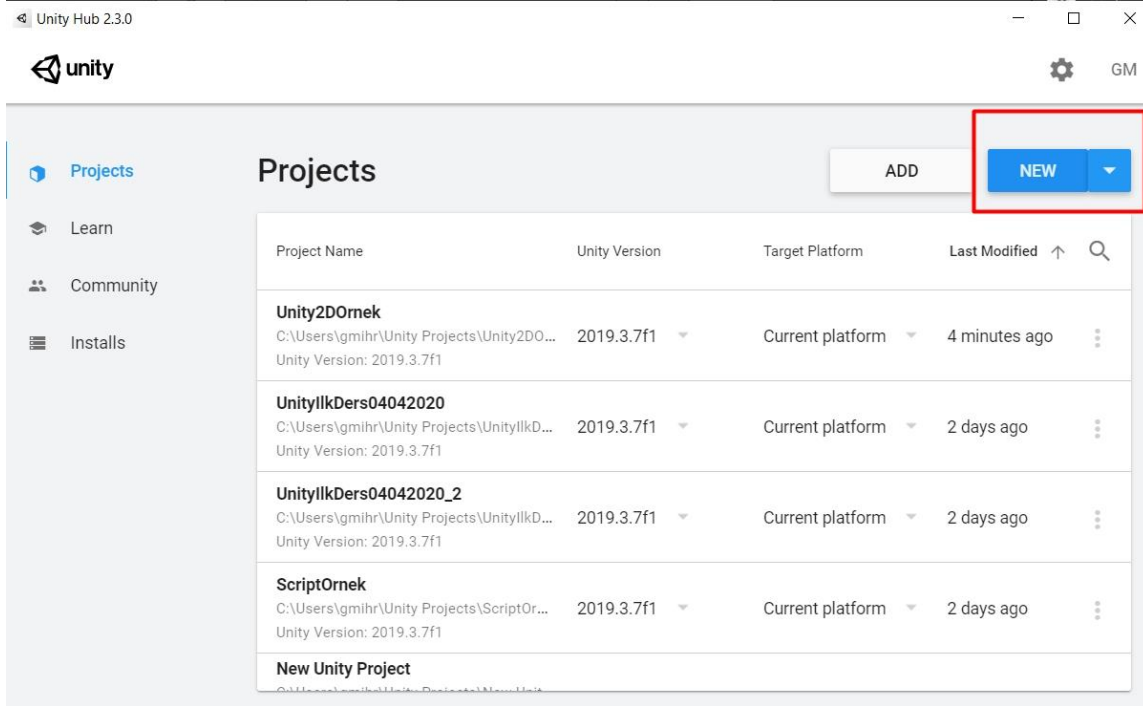 Unity Hub 2.3.0
unity
GM
Projects
Learn
Community
Installs
Projects
ADD
NEW
Project Name Unity Version Target Platform Last Modified
Unity2DOrnek
C:\Users\gmihr\Unity Projects\Unity2DO... 2019.3.7f1 Current platform 4 minutes ago
Unity Version: 2019.3.7f1
UnityIlkDers04042020
C:\Users\gmihr\Unity Projects\UnityIlkD... 2019.3.7f1 Current platform 2 days ago
Unity Version: 2019.3.7f1
UnityIlkDers04042020_2
C:\Users\gmihr\Unity Projects\UnityIlkD... 2019.3.7f1 Current platform 2 days ago
Unity Version: 2019.3.7f1
ScriptOrnek
C:\Users\gmihr\Unity Projects\ScriptOr... 2019.3.7f1 Current platform 2 days ago
Unity Version: 2019.3.7f1
New Unity Project